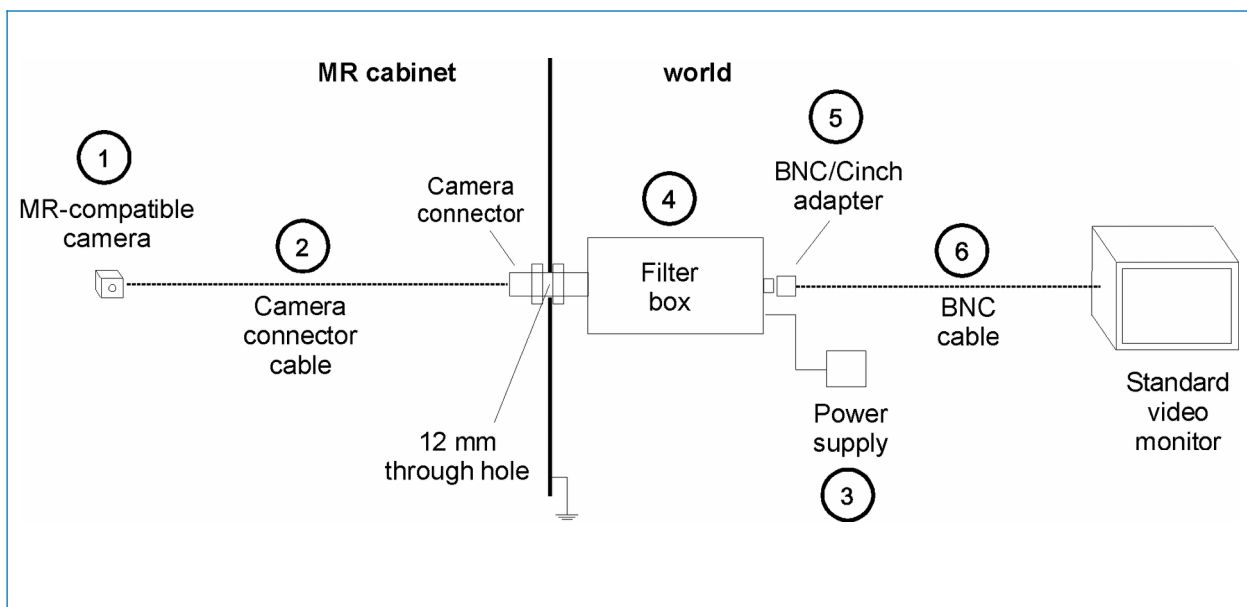 MR cabinet
world
1
MR-compatible
camera
2
Camera
connector
cable
Camera
connector
12 mm
through hole
4
Filter
box
5
BNC/Cinch
adapter
Power
supply
3
6
BNC
cable
Standard
video
monitor